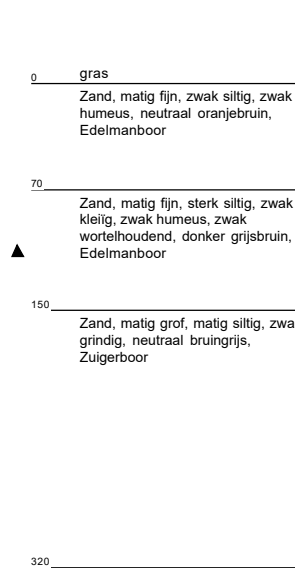 0 gras
Zand, matig fijn, zwak siltig, zwak
humeus, neutraal oranjebruin,
Edelmanboor
70
Zand, matig fijn, sterk siltig, zwak
kleiïg, zwak humeus, zwak
wortelhoudend, donker grijsbruin,
Edelmanboor
150
Zand, matig grof, matig siltig, zwa
grindig, neutraal bruingrijs,
Zuigerboor
320